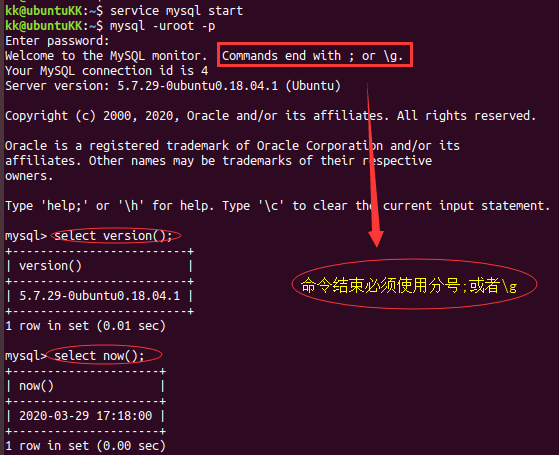 kk@ubuntuKK:~$ service mysql start
kk@ubuntuKK:~$ mysql -uroot -p
Enter password:
Welcome to the MySQL monitor.  Commands end with ; or \g.
Your MySQL connection id is 4
Server version: 5.7.29-0ubuntu0.18.04.1 (Ubuntu)
Copyright (c) 2000, 2020, Oracle and/or its affiliates. All rights reserved.
Oracle is a registered trademark of Oracle Corporation and/or its
affiliates. Other names may be trademarks of their respective
owners.
Type 'help;' or '\h' for help. Type '\c' to clear the current input statement.
mysql> select version();
+-------------------------+
| version()               |
+-------------------------+
| 5.7.29-0ubuntu0.18.04.1 |
+-------------------------+
1 row in set (0.01 sec)
命令结束必须使用分号;或者\g
mysql> select now();
+---------------------+
| now()               |
+---------------------+
| 2020-03-29 17:18:00 |
+---------------------+
1 row in set (0.00 sec)